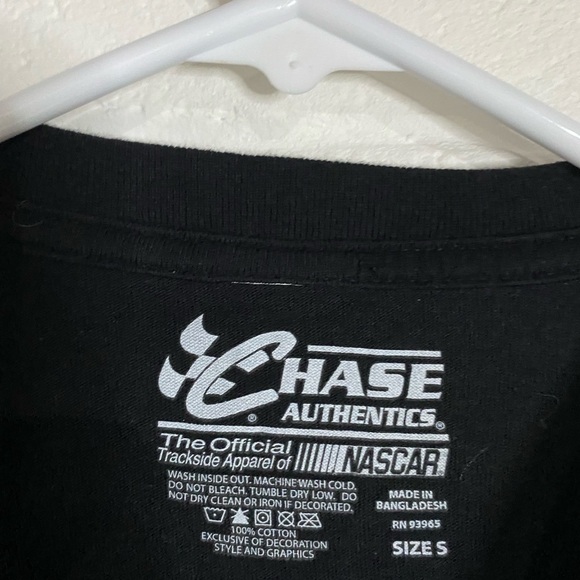 CHASE
AUTHENTICS®
The Official
Trackside Apparel of NASCAR
WASH INSIDE OUT. MACHINE WASH COLD.
DO NOT BLEACH. TUMBLE DRY LOW. DO
NOT DRY CLEAN OR IRON IF DECORATED.
100% COTTON
EXCLUSIVE OF DECORATION
STYLE AND GRAPHICS
MADE IN
BANGLADESH
RN 93965
SIZE S